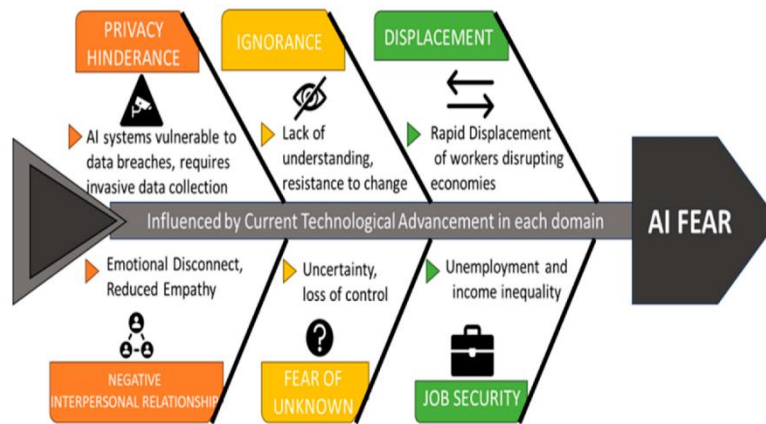 PRIVACY
HINDERANCE
IGNORANCE
DISPLACEMENT
AI systems vulnerable to
data breaches, requires
invasive data collection
Lack of
understanding,
resistance to change
Rapid Displacement
of workers disrupting
economies
Influenced by Current Technological Advancement in each domain
AI FEAR
Emotional Disconnect,
Reduced Empathy
Uncertainty,
loss of control
Unemployment and
income inequality
?
NEGATIVE
INTERPERSONAL RELATIONSHIP
FEAR OF
UNKNOWN
JOB SECURITY